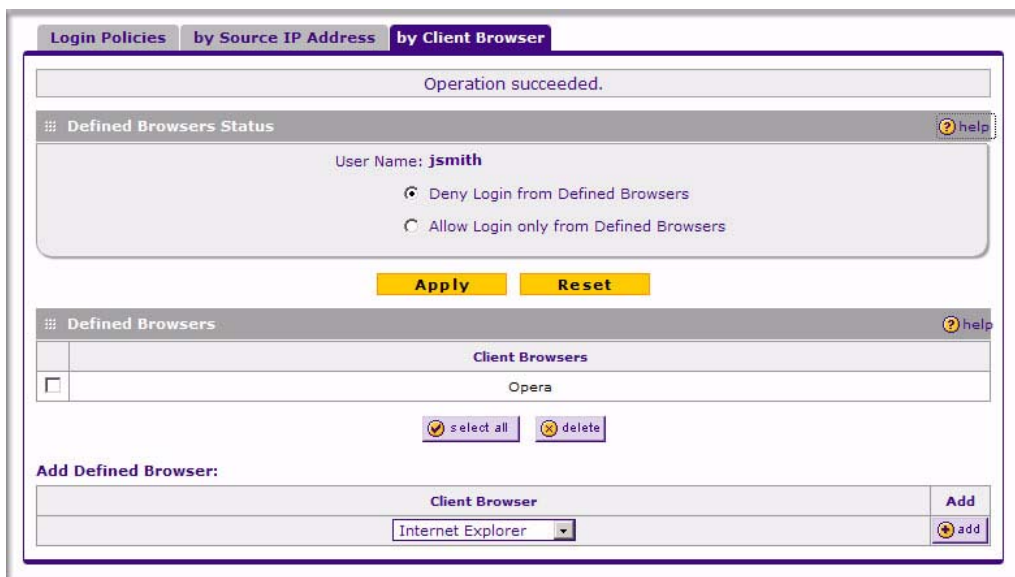 Login Policies by Source IP Address by Client Browser
Operation succeeded.
Defined Browsers Status help
User Name: jsmith
Deny Login from Defined Browsers
Allow Login only from Defined Browsers
Apply Reset
Defined Browsers help
Client Browsers
Opera
select all delete
Add Defined Browser:
Client Browser Add
Internet Explorer add